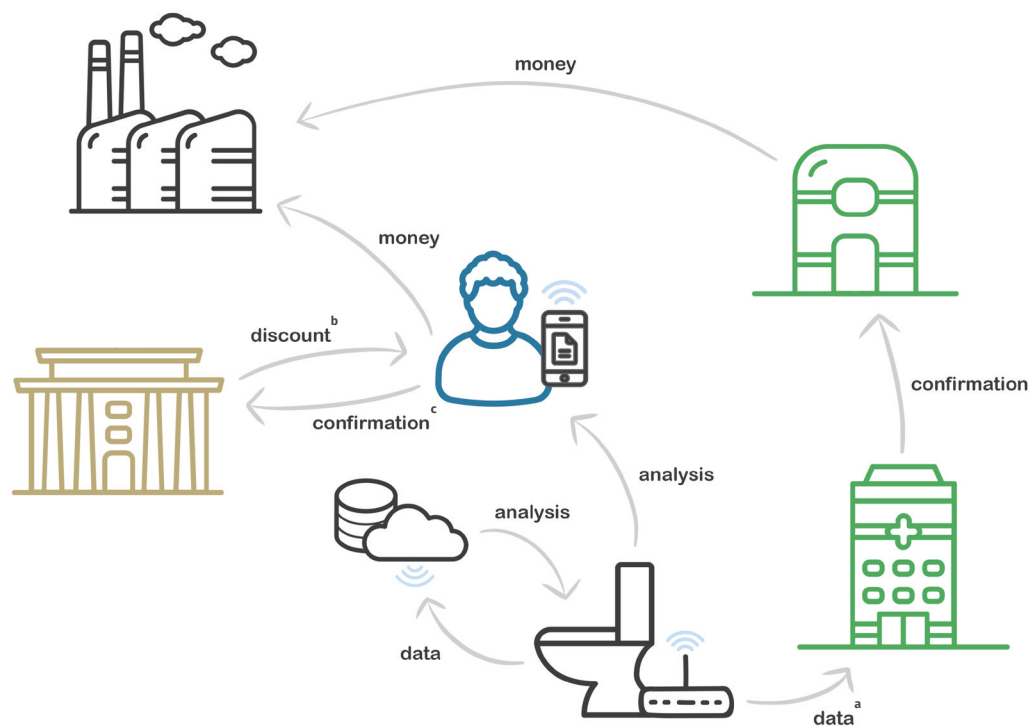 money
money
discount b
confirmation
confirmation c
analysis
analysis
data
data a